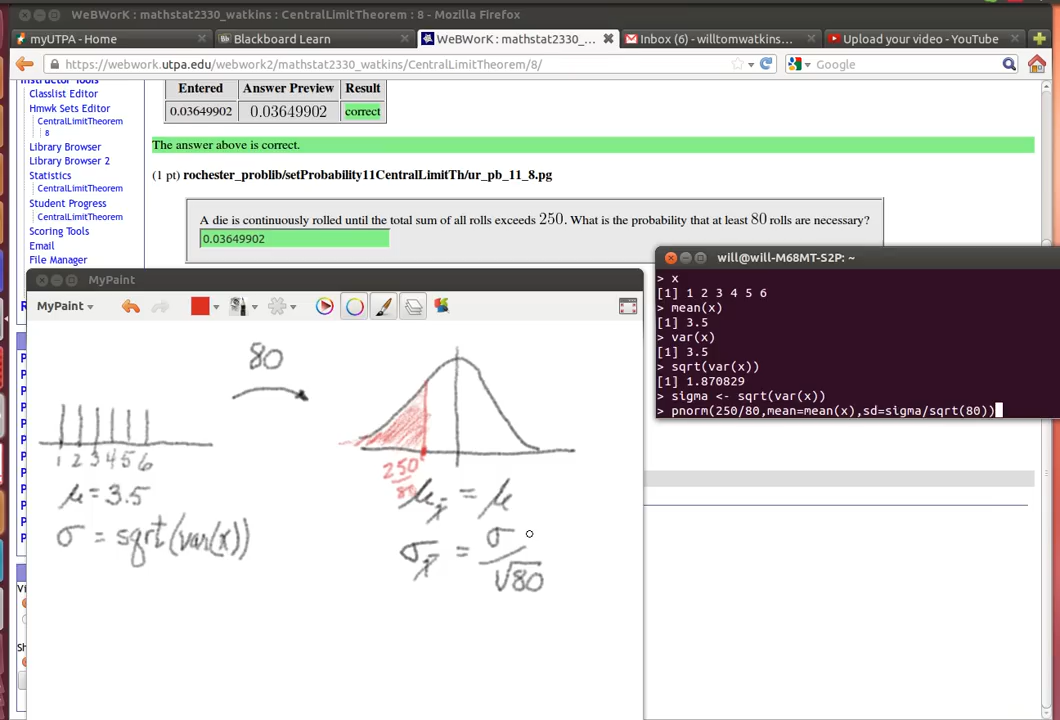 WeBWorK : mathstat2330_watkins : CentralLimitTheorem : 8 - Mozilla Firefox
myUTPA - Home
Blackboard Learn
WeBWorK : mathstat2330_...
Inbox (6) - willtomwatkins...
Upload your video - YouTube
https://webwork.utpa.edu/webwork2/mathstat2330_watkins/CentralLimitTheorem/8/
Google
Instructor Tools
Classlist Editor
Hmwk Sets Editor
CentralLimitTheorem
8
Library Browser
Library Browser 2
Statistics
CentralLimitTheorem
Student Progress
CentralLimitTheorem
Scoring Tools
Email
File Manager
Entered Answer Preview Result
0.03649902 0.03649902 correct
The answer above is correct.
(1 pt) rochester_problib/setProbability11CentralLimitTh/ur_pb_11_8.pg
A die is continuously rolled until the total sum of all rolls exceeds 250. What is the probability that at least 80 rolls are necessary?
0.03649902
MyPaint
MyPaint
80
1 2 3 4 5 6
μ = 3.5
σ = sqrt(var(x))
250
80
μx̄ = μ
σx̄ = σ/√80
will@will-M68MT-S2P: ~
> x
[1] 1 2 3 4 5 6
> mean(x)
[1] 3.5
> var(x)
[1] 3.5
> sqrt(var(x))
[1] 1.870829
> sigma <- sqrt(var(x))
> pnorm(250/80,mean=mean(x),sd=sigma/sqrt(80))